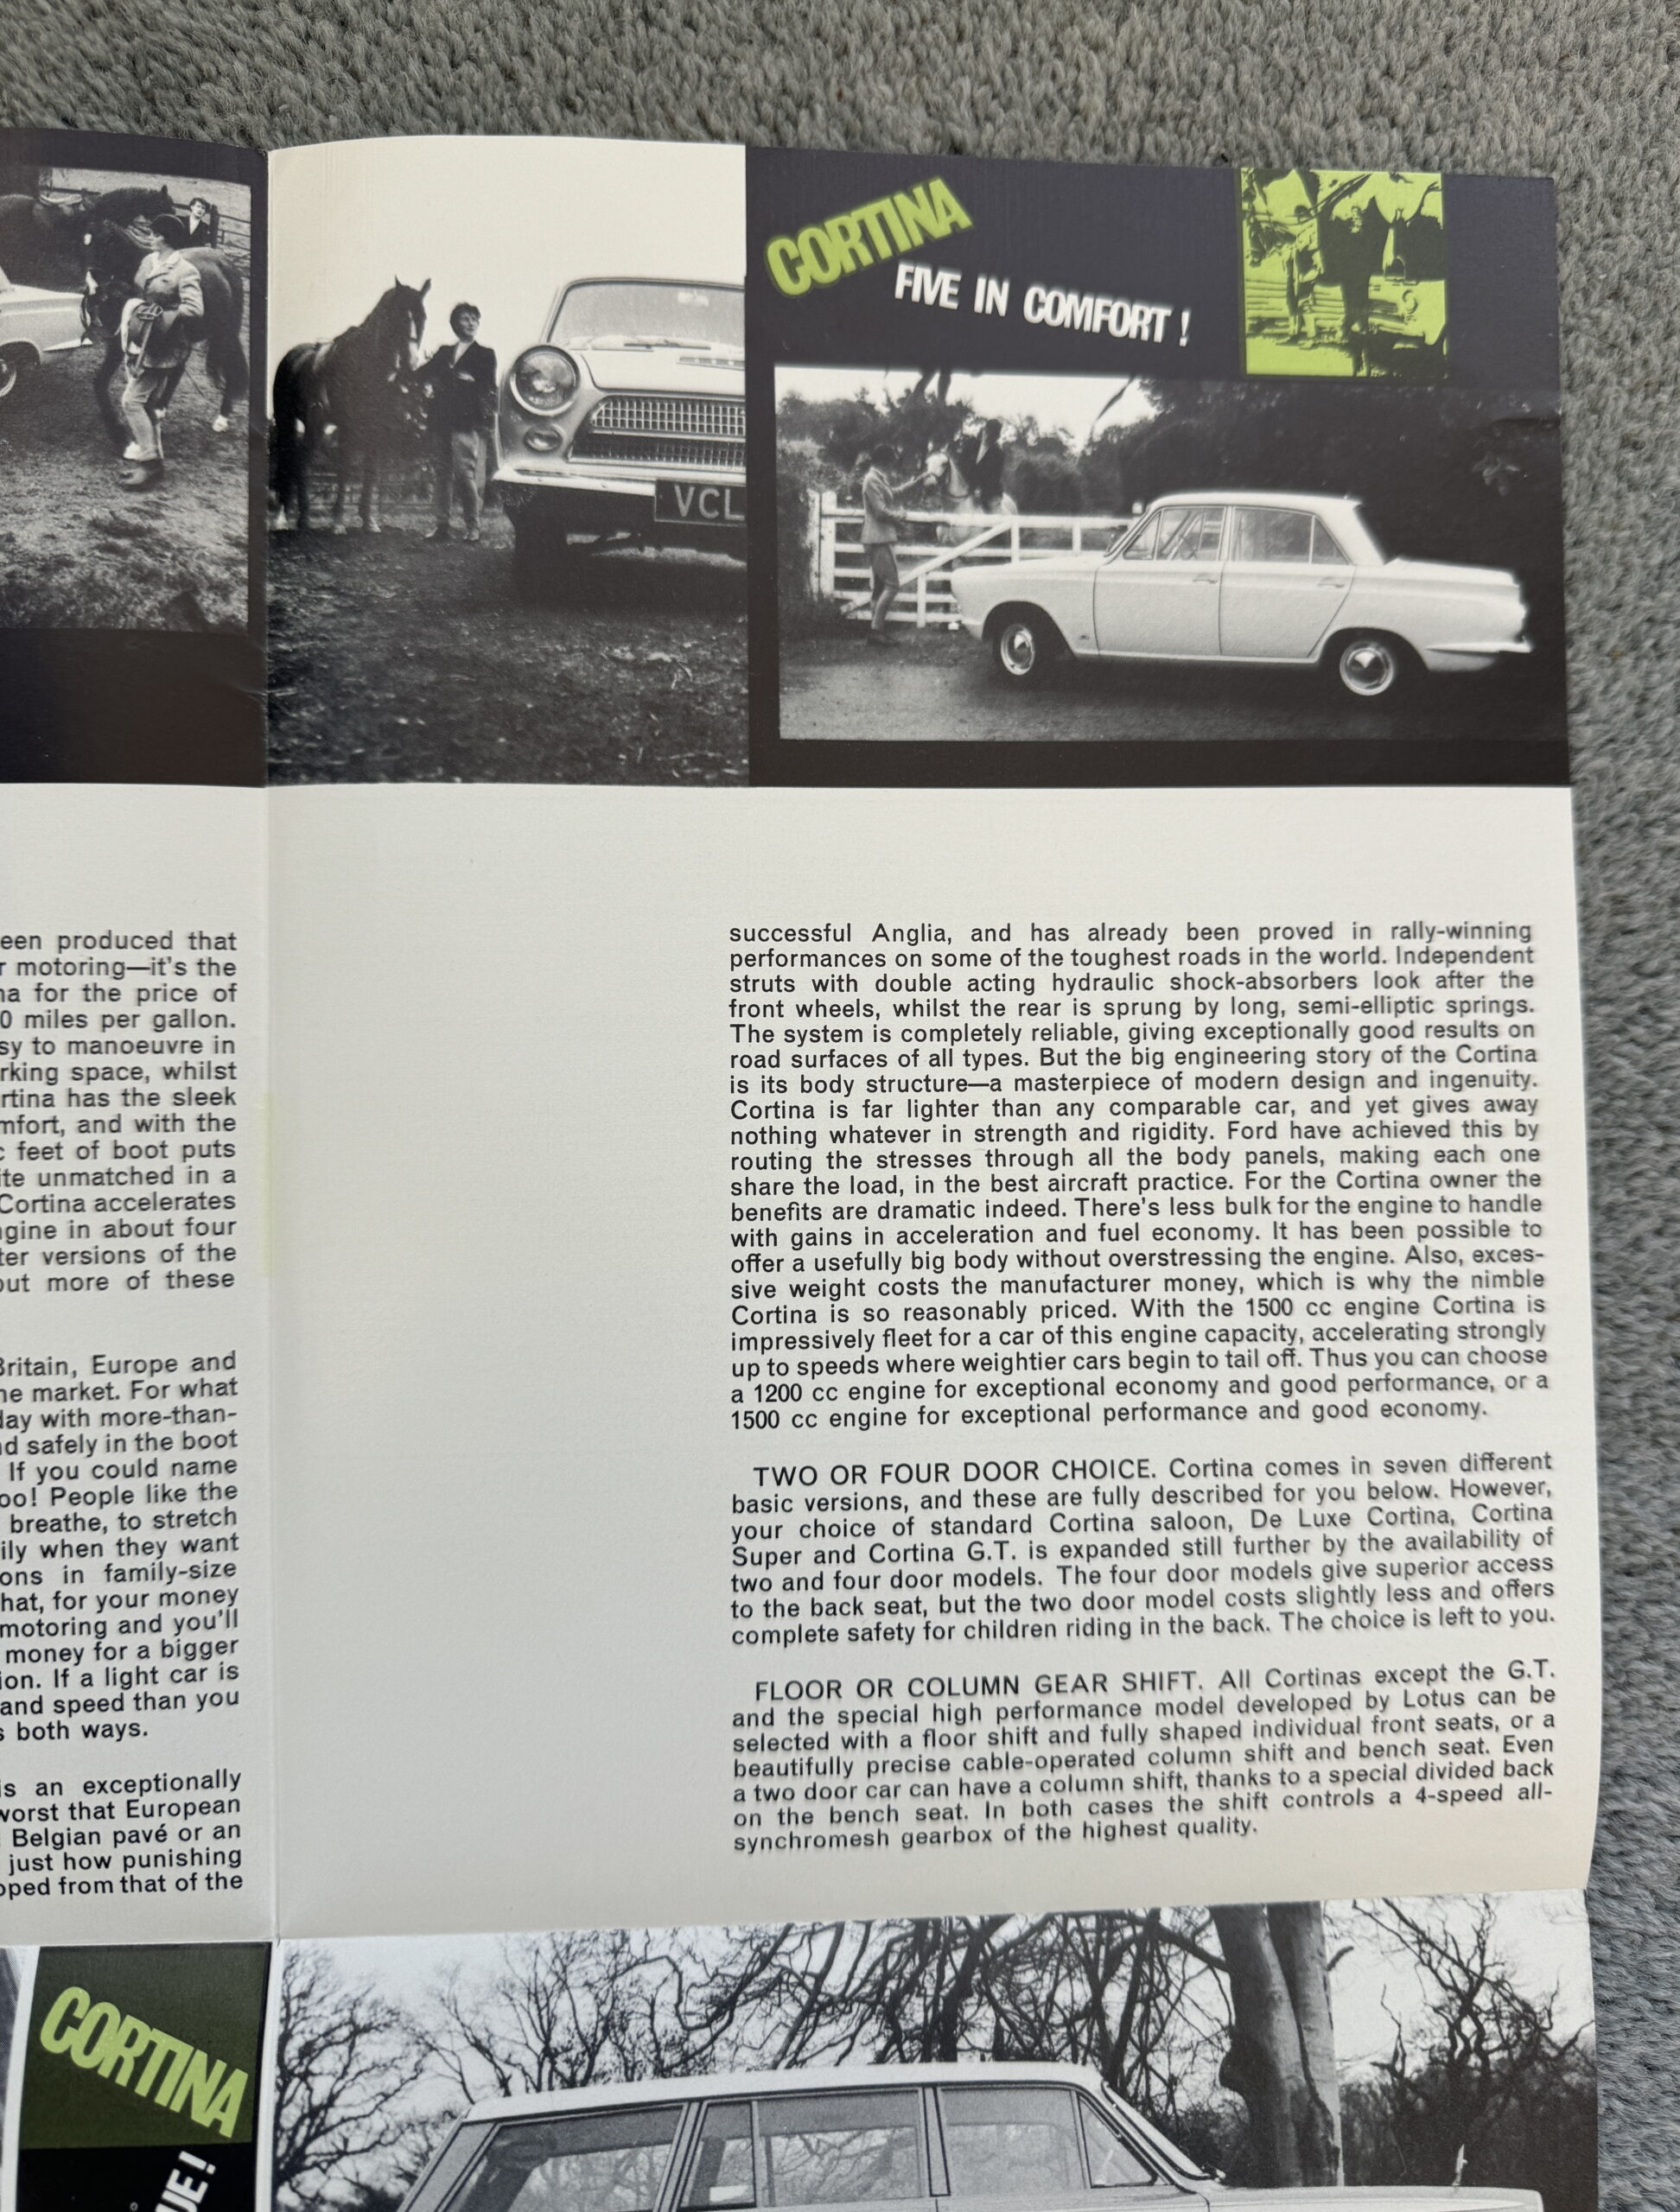 CORTINA
FIVE IN COMFORT !
VCL
produced that
motoring—it's the
for the price of
miles per gallon.
to manoeuvre in
space, whilst
has the sleek
and with the
feet of boot puts
unmatched in a
Cortina accelerates
in about four
versions of the
more of these
Britain, Europe and
market. For what
with more-than-
safely in the boot
If you could name
People like the
breathe, to stretch
when they want
in family-size
for your money
motoring and you'll
money for a bigger
If a light car is
and speed than you
both ways.
is an exceptionally
worst that European
Belgian pavé or an
just how punishing
from that of the
successful Anglia, and has already been proved in rally-winning
performances on some of the toughest roads in the world. Independent
struts with double acting hydraulic shock-absorbers look after the
front wheels, whilst the rear is sprung by long, semi-elliptic springs.
The system is completely reliable, giving exceptionally good results on
road surfaces of all types. But the big engineering story of the Cortina
is its body structure—a masterpiece of modern design and ingenuity.
Cortina is far lighter than any comparable car, and yet gives away
nothing whatever in strength and rigidity. Ford have achieved this by
routing the stresses through all the body panels, making each one
share the load, in the best aircraft practice. For the Cortina owner the
benefits are dramatic indeed. There's less bulk for the engine to handle
with gains in acceleration and fuel economy. It has been possible to
offer a usefully big body without overstressing the engine. Also, exces-
sive weight costs the manufacturer money, which is why the nimble
Cortina is so reasonably priced. With the 1500 cc engine Cortina is
impressively fleet for a car of this engine capacity, accelerating strongly
up to speeds where weightier cars begin to tail off. Thus you can choose
a 1200 cc engine for exceptional economy and good performance, or a
1500 cc engine for exceptional performance and good economy.
TWO OR FOUR DOOR CHOICE. Cortina comes in seven different
basic versions, and these are fully described for you below. However,
your choice of standard Cortina saloon, De Luxe Cortina, Cortina
Super and Cortina G.T. is expanded still further by the availability of
two and four door models. The four door models give superior access
to the back seat, but the two door model costs slightly less and offers
complete safety for children riding in the back. The choice is left to you.
FLOOR OR COLUMN GEAR SHIFT. All Cortinas except the G.T.
and the special high performance model developed by Lotus can be
selected with a floor shift and fully shaped individual front seats, or a
beautifully precise cable-operated column shift and bench seat. Even
a two door car can have a column shift, thanks to a special divided back
on the bench seat. In both cases the shift controls a 4-speed all-
synchromesh gearbox of the highest quality.
CORTINA